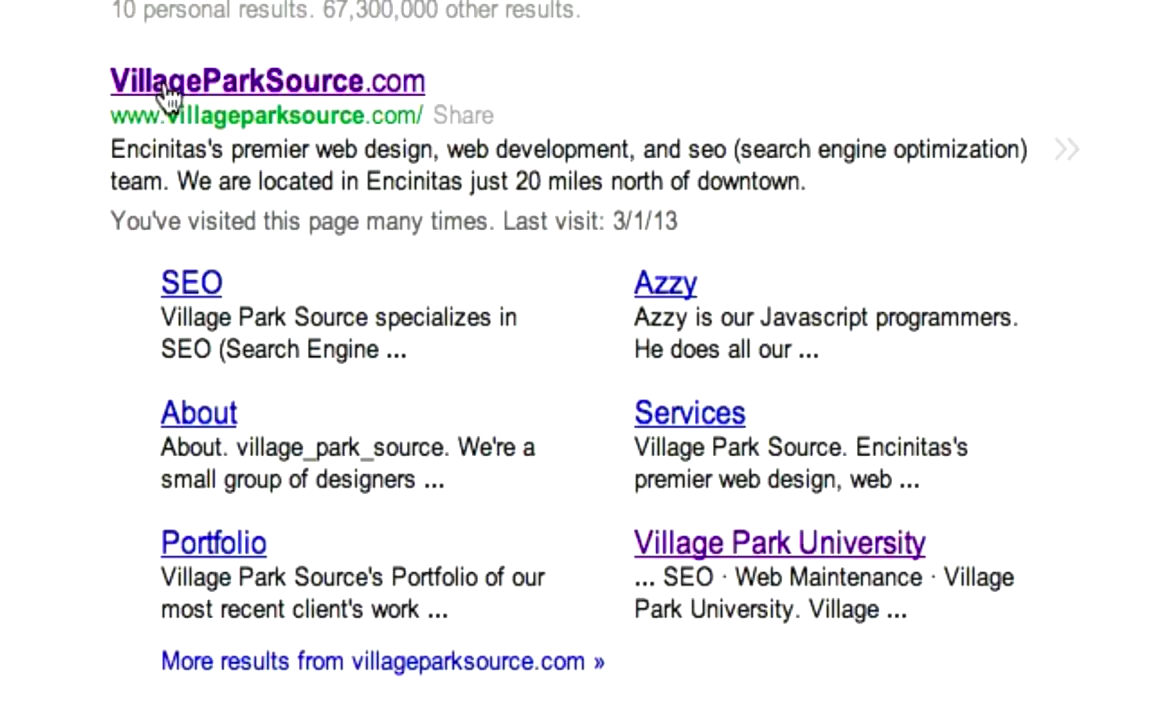 10 personal results. 67,300,000 other results.
VillageParkSource.com
www.villageparksource.com/ Share
Encinitas's premier web design, web development, and seo (search engine optimization) »
team. We are located in Encinitas just 20 miles north of downtown.
You've visited this page many times. Last visit: 3/1/13
SEO
Village Park Source specializes in
SEO (Search Engine ...
Azzy
Azzy is our Javascript programmers.
He does all our ...
About
About. village_park_source. We're a
small group of designers ...
Services
Village Park Source. Encinitas's
premier web design, web ...
Portfolio
Village Park Source's Portfolio of our
most recent client's work ...
Village Park University
... SEO · Web Maintenance · Village
Park University. Village ...
More results from villageparksource.com »